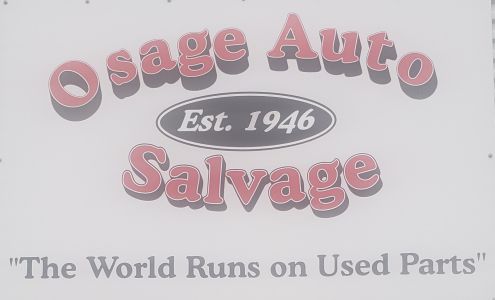 Osage Auto
Est. 1946
Salvage
"The World Runs on Used Parts"